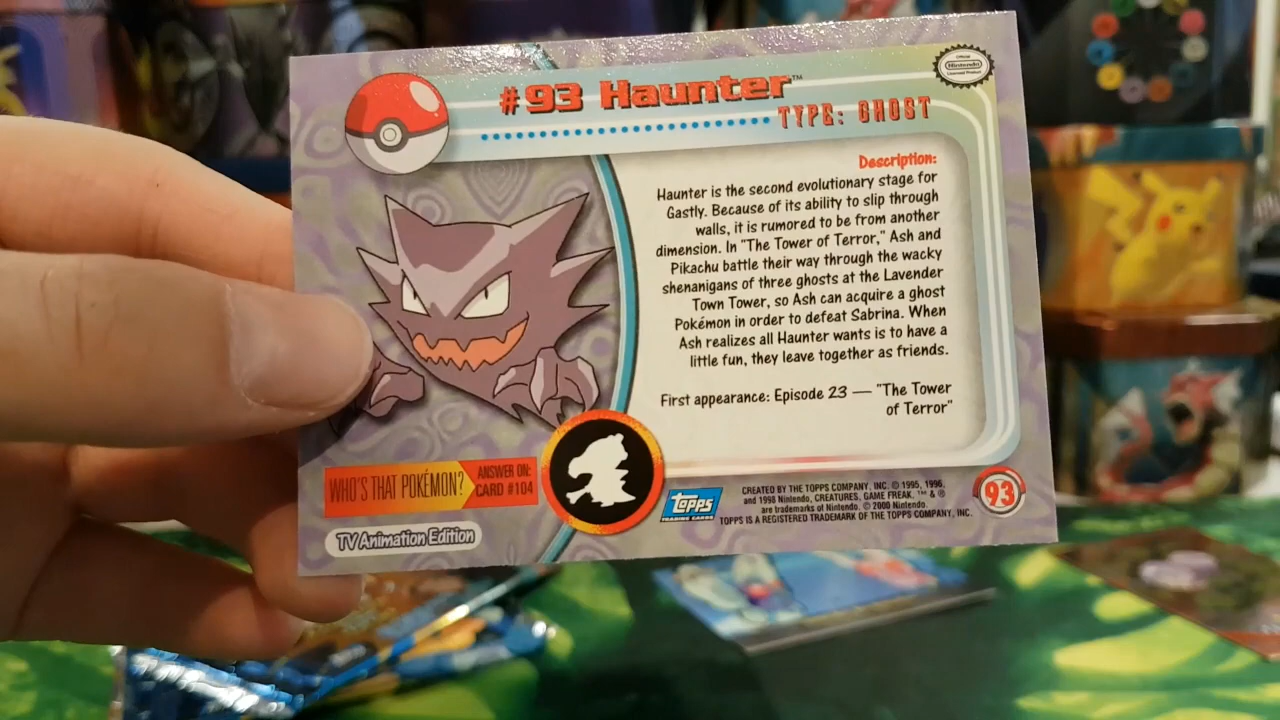 #93 Haunter™
Official
Nintendo
Licensed Product
TYPE: GHOST
Description:
Haunter is the second evolutionary stage for
Gastly. Because of its ability to slip through
walls, it is rumored to be from another
dimension. In "The Tower of Terror," Ash and
Pikachu battle their way through the wacky
shenanigans of three ghosts at the Lavender
Town Tower, so Ash can acquire a ghost
Pokémon in order to defeat Sabrina. When
Ash realizes all Haunter wants is to have a
little fun, they leave together as friends.
First appearance: Episode 23 — "The Tower
of Terror"
WHO'S THAT POKÉMON?
ANSWER ON:
CARD #104
TV Animation Edition
Topps
TRADING CARDS
CREATED BY THE TOPPS COMPANY, INC. © 1995, 1996,
and 1998 Nintendo, CREATURES, GAME FREAK, ™ & ®
are trademarks of Nintendo. © 2000 Nintendo.
TOPPS IS A REGISTERED TRADEMARK OF THE TOPPS COMPANY, INC.
93